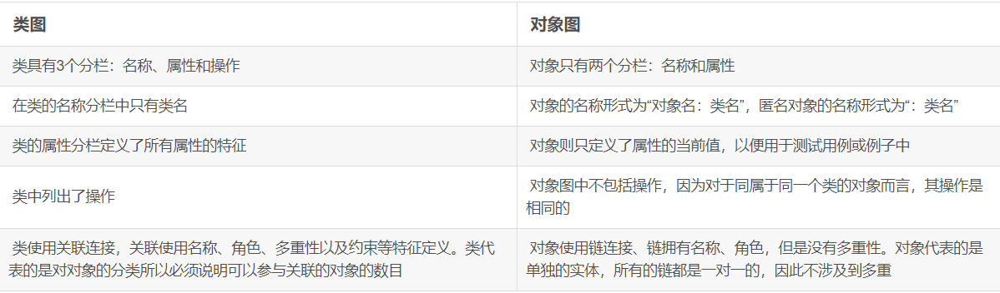 类图
对象图
类具有3个分栏：名称、属性和操作
对象只有两个分栏：名称和属性
在类的名称分栏中只有类名
对象的名称形式为“对象名：类名”，匿名对象的名称形式为“：类名”
类的属性分栏定义了所有属性的特征
对象则只定义了属性的当前值，以便用于测试用例或例子中
类中列出了操作
对象图中不包括操作，因为对于同属于同一个类的对象而言，其操作是
相同的
类使用关联连接，关联使用名称、角色、多重性以及约束等特征定义。类代
表的是对对象的分类所以必须说明可以参与关联的对象的数目
对象使用链连接、链拥有名称、角色，但是没有多重性。对象代表的是
单独的实体，所有的链都是一对一的，因此不涉及到多重